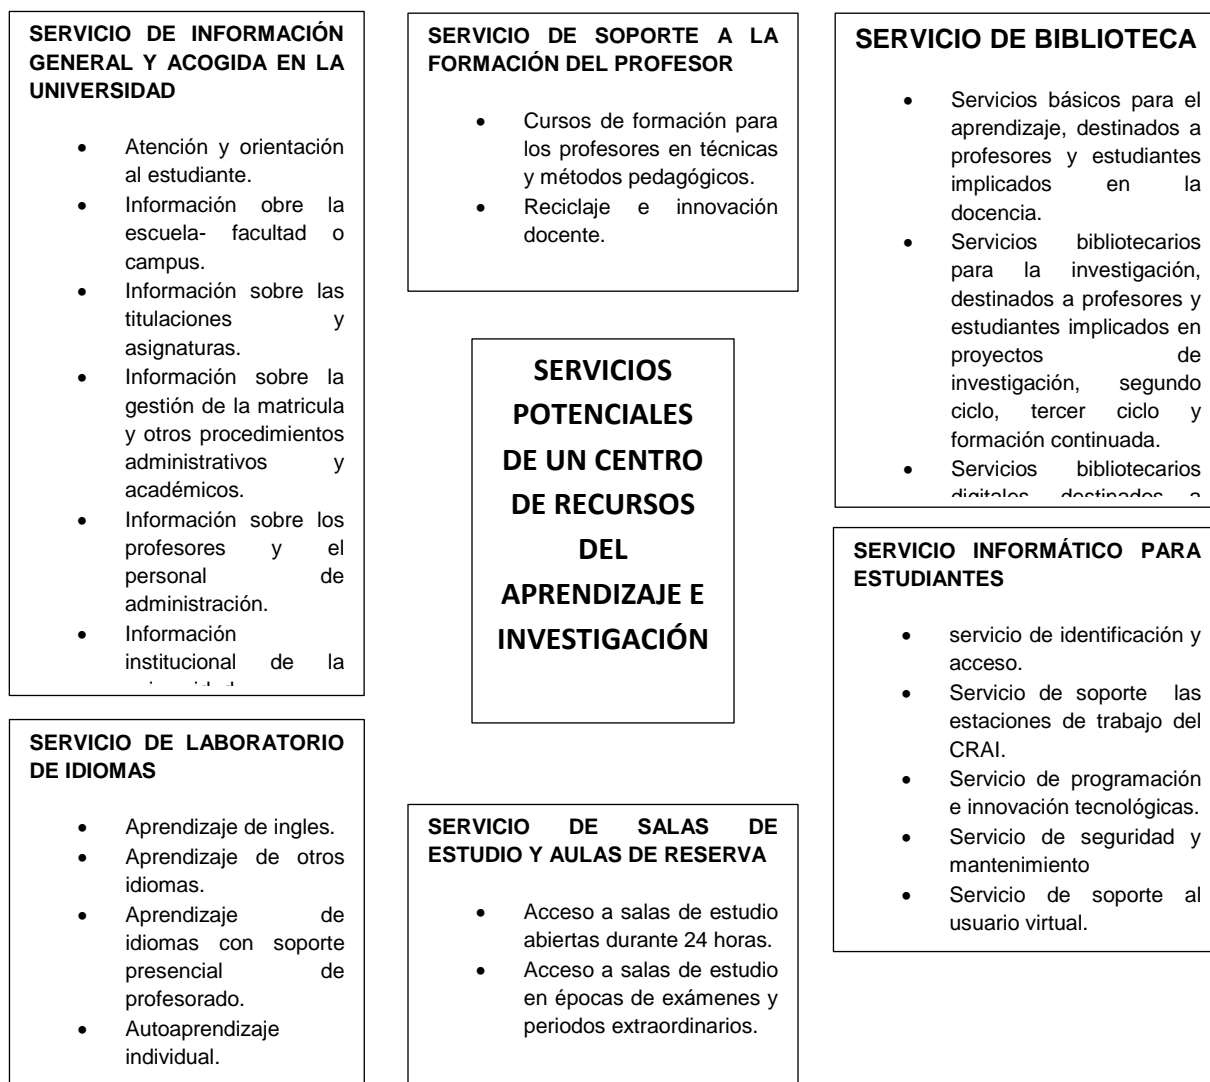 SERVICIO DE INFORMACIÓN
GENERAL Y ACOGIDA EN LA
UNIVERSIDAD
• Atención y orientación
al estudiante.
• Información obre la
escuela- facultad o
campus.
• Información sobre las
titulaciones y
asignaturas.
• Información sobre la
gestión de la matricula
y otros procedimientos
administrativos y
académicos.
• Información sobre los
profesores y el
personal de
administración.
• Información
institucional de la
SERVICIO DE SOPORTE A LA
FORMACIÓN DEL PROFESOR
• Cursos de formación para
los profesores en técnicas
y métodos pedagógicos.
• Reciclaje e innovación
docente.
SERVICIO DE BIBLIOTECA
• Servicios básicos para el
aprendizaje, destinados a
profesores y estudiantes
implicados en la
docencia.
• Servicios bibliotecarios
para la investigación,
destinados a profesores y
estudiantes implicados en
proyectos de
investigación, segundo
ciclo, tercer ciclo y
formación continuada.
• Servicios bibliotecarios
digitales, destinados a
SERVICIOS
POTENCIALES
DE UN CENTRO
DE RECURSOS
DEL
APRENDIZAJE E
INVESTIGACIÓN
SERVICIO INFORMÁTICO PARA
ESTUDIANTES
• servicio de identificación y
acceso.
• Servicio de soporte las
estaciones de trabajo del
CRAI.
• Servicio de programación
e innovación tecnológicas.
• Servicio de seguridad y
mantenimiento
• Servicio de soporte al
usuario virtual.
SERVICIO DE LABORATORIO
DE IDIOMAS
• Aprendizaje de ingles.
• Aprendizaje de otros
idiomas.
• Aprendizaje de
idiomas con soporte
presencial de
profesorado.
• Autoaprendizaje
individual.
SERVICIO DE SALAS DE
ESTUDIO Y AULAS DE RESERVA
• Acceso a salas de estudio
abiertas durante 24 horas.
• Acceso a salas de estudio
en épocas de exámenes y
periodos extraordinarios.